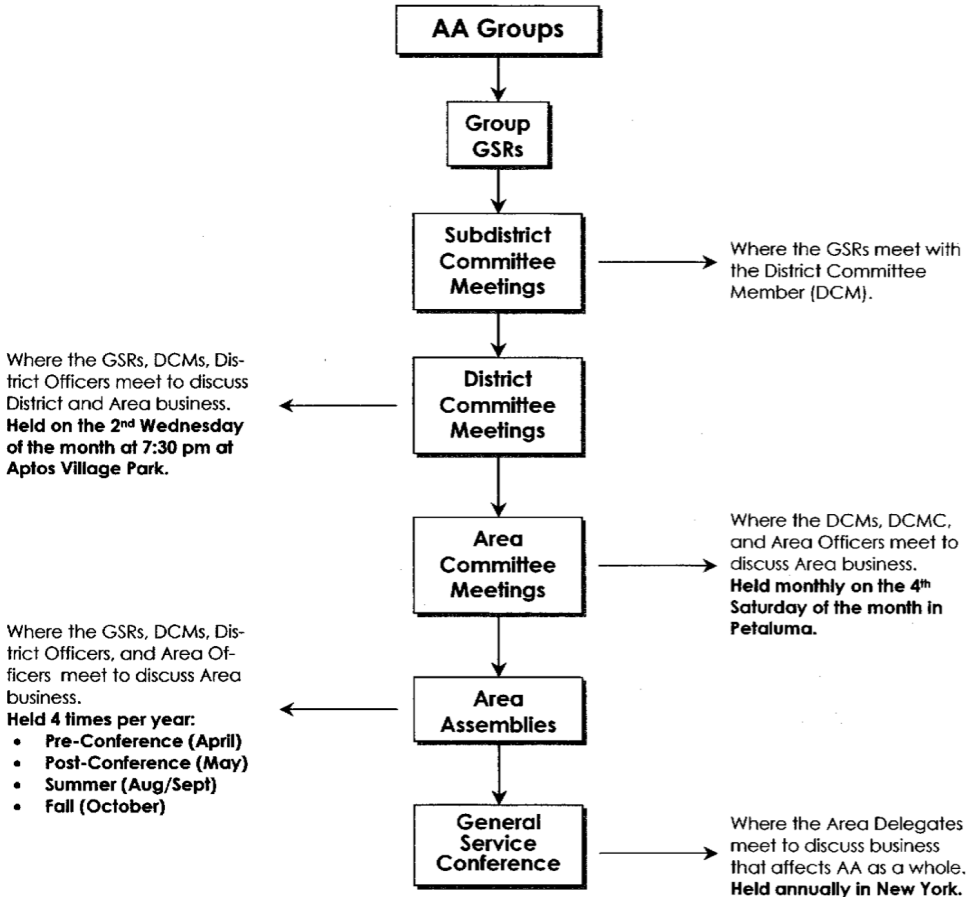 AA Groups
Group
GSRs
Subdistrict
Committee
Meetings
Where the GSRs meet with
the District Committee
Member (DCM).
Where the GSRs, DCMs, Dis-
trict Officers meet to discuss
District and Area business.
Held on the 2nd Wednesday
of the month at 7:30 pm at
Aptos Village Park.
District
Committee
Meetings
Area
Committee
Meetings
Where the DCMs, DCMC,
and Area Officers meet to
discuss Area business.
Held monthly on the 4th
Saturday of the month in
Petaluma.
Where the GSRs, DCMs, Dis-
trict Officers, and Area Of-
ficers meet to discuss Area
business.
Held 4 times per year:
• Pre-Conference (April)
• Post-Conference (May)
• Summer (Aug/Sept)
• Fall (October)
Area
Assemblies
General
Service
Conference
Where the Area Delegates
meet to discuss business
that affects AA as a whole.
Held annually in New York.